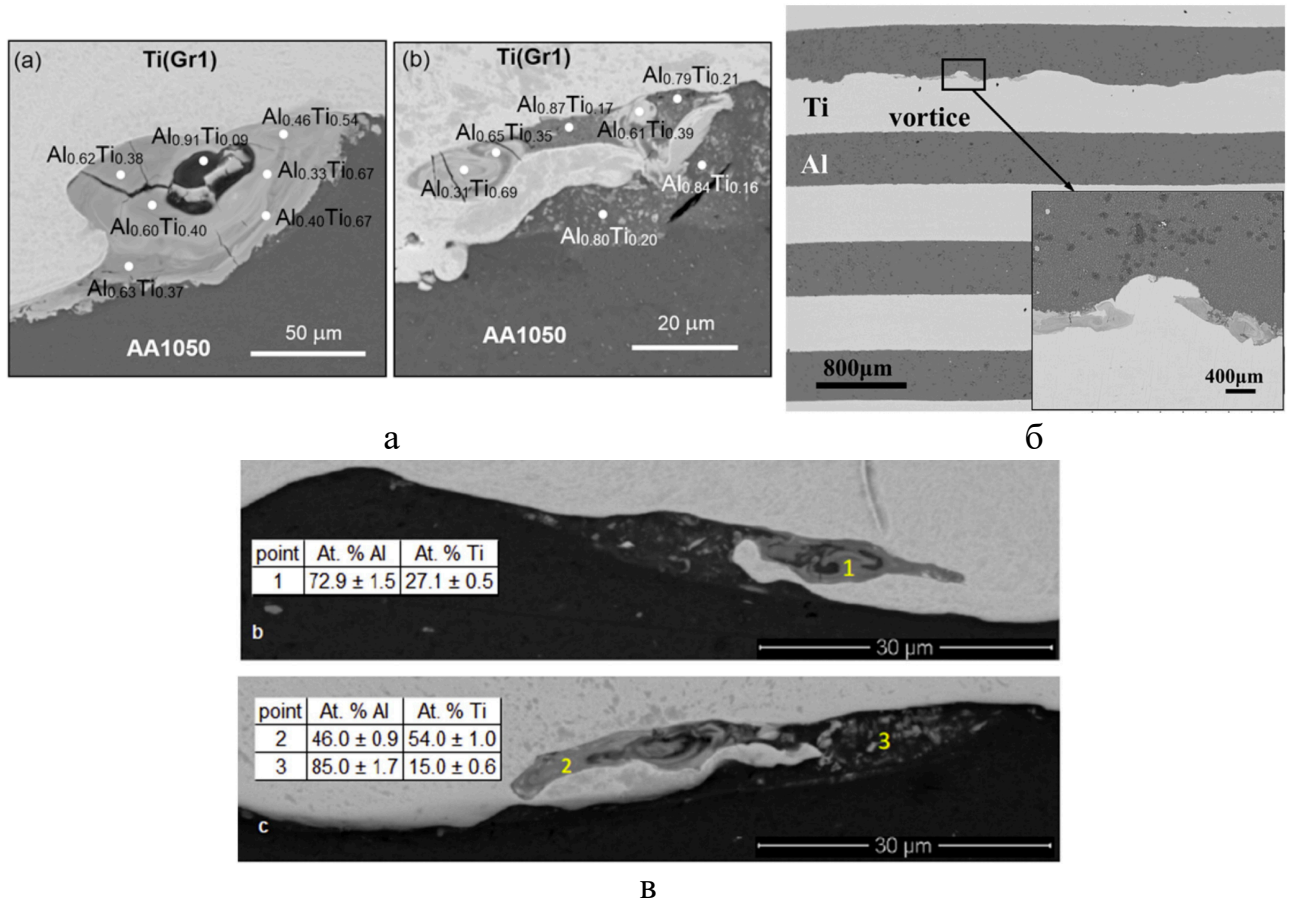 (a)
Ti(Gr1)
Al0.46Ti0.54
Al0.91Ti0.09
Al0.62Ti0.38
Al0.33Ti0.67
Al0.40Ti0.67
Al0.60Ti0.40
Al0.63Ti0.37
50 µm
AA1050
(b)
Ti(Gr1)
Al0.79Ti0.21
Al0.87Ti0.17
Al0.65Ti0.35
Al0.61Ti0.39
Al0.31Ti0.69
Al0.84Ti0.16
Al0.80Ti0.20
20 µm
AA1050
Ti
vortice
Al
800µm
400µm
а
б
point At. % Al At. % Ti
1 72.9 ± 1.5 27.1 ± 0.5
1
b
30 µm
point At. % Al At. % Ti
2 46.0 ± 0.9 54.0 ± 1.0
3 85.0 ± 1.7 15.0 ± 0.6
2
3
c
30 µm
в